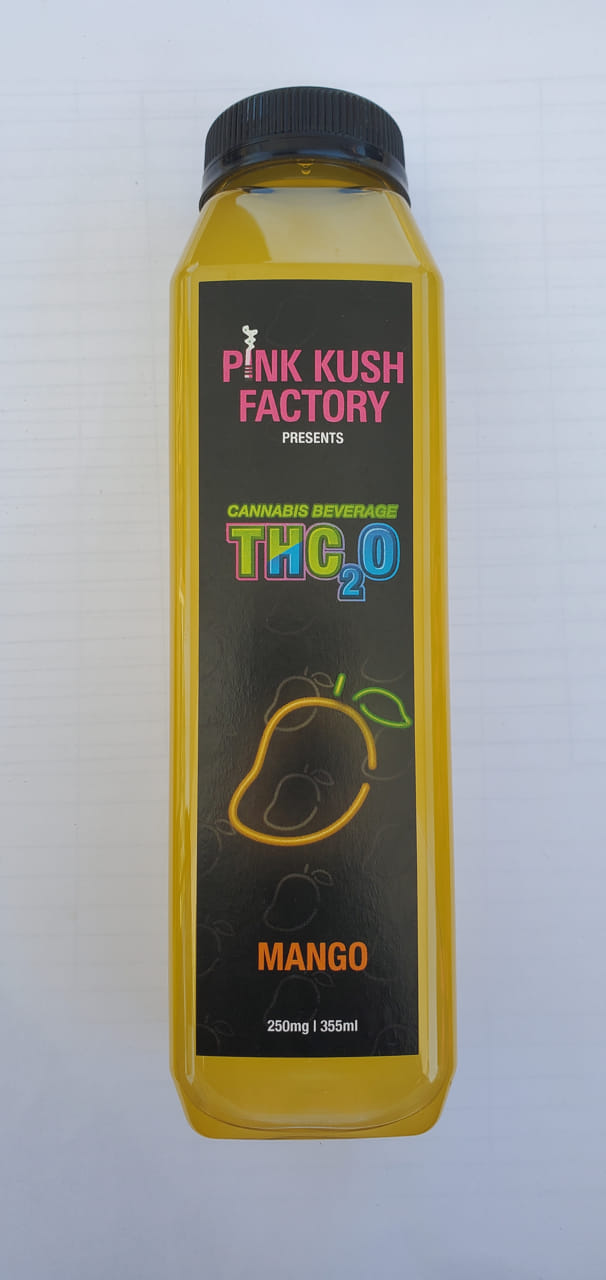 PINK KUSH
FACTORY
PRESENTS
CANNABIS BEVERAGE
THC₂O
MANGO
250mg | 355ml